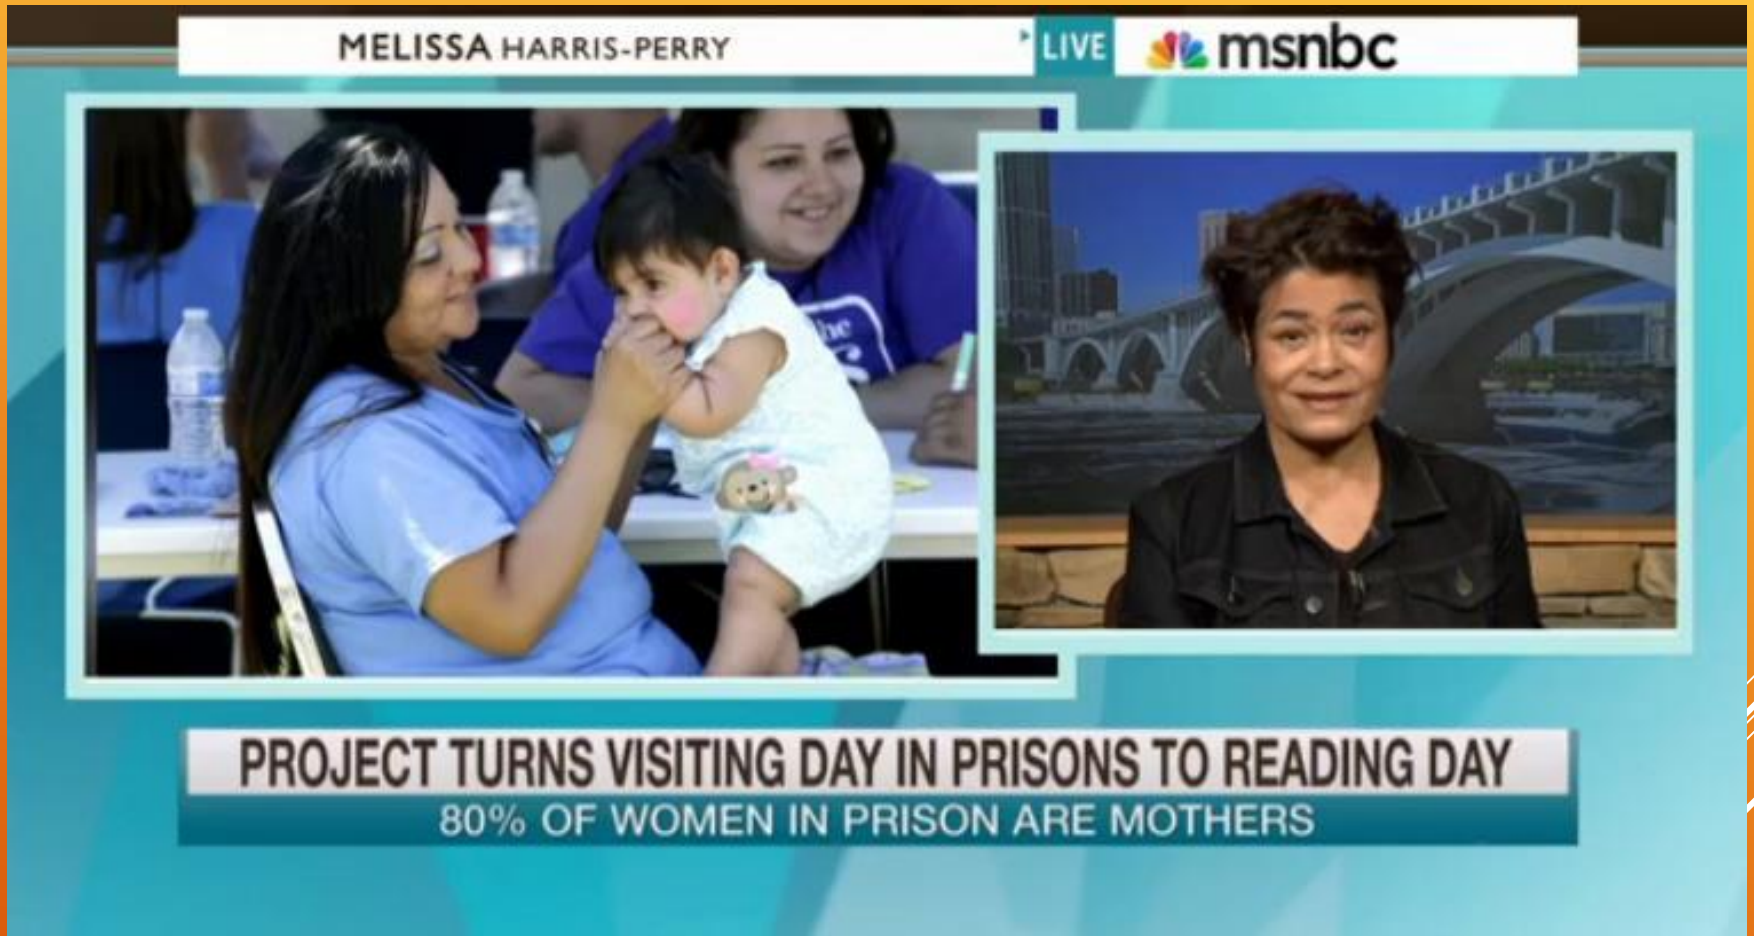 MELISSA HARRIS-PERRY
LIVE
msnbc
he
PROJECT TURNS VISITING DAY IN PRISONS TO READING DAY
80% OF WOMEN IN PRISON ARE MOTHERS